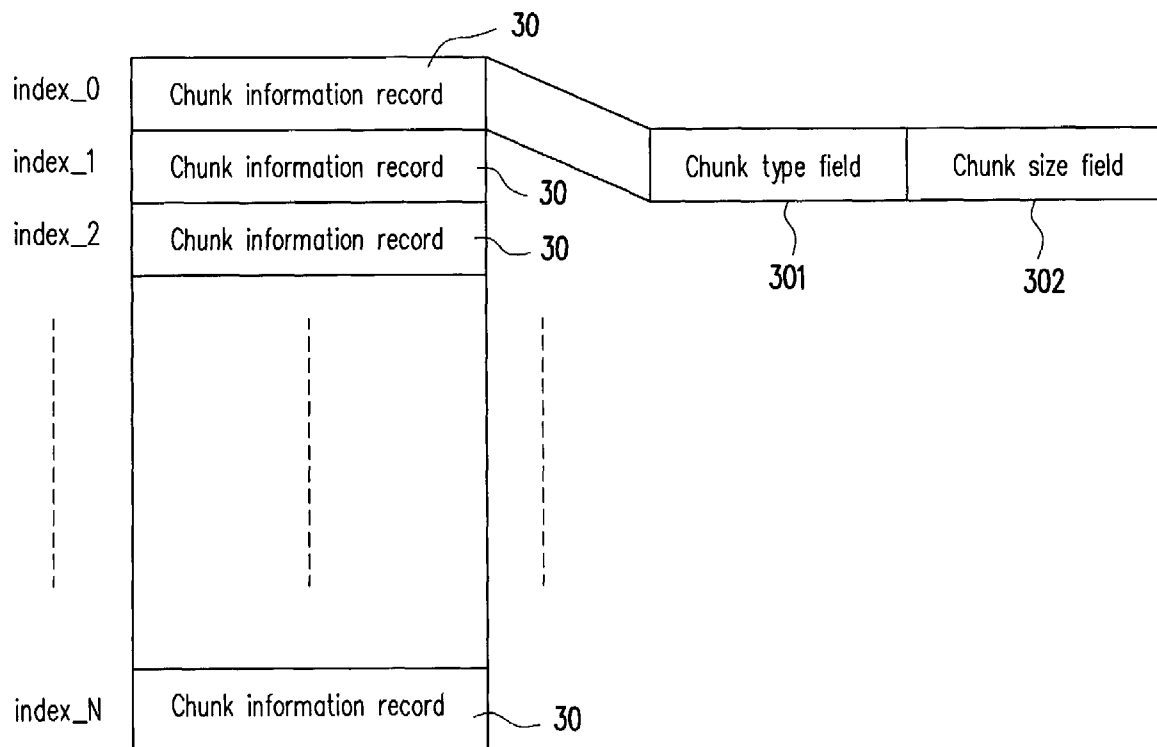 30
index_0 Chunk information record
index_1 Chunk information record 30 Chunk type field Chunk size field
index_2 Chunk information record 30 301 302
index_N Chunk information record 30